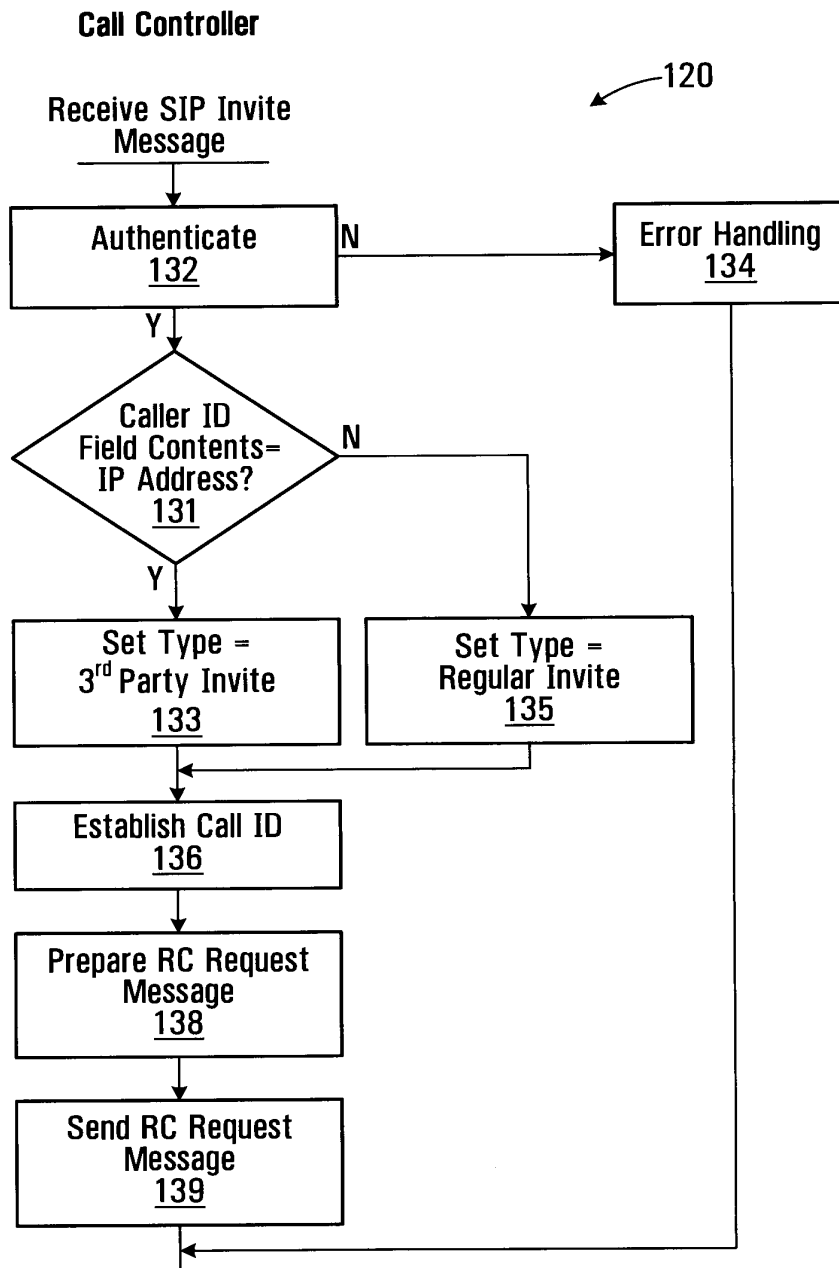 Call Controller
120
Receive SIP Invite
Message
Authenticate
132
N
Error Handling
134
Y
Caller ID
Field Contents=
IP Address?
131
N
Y
Set Type =
3rd Party Invite
133
Set Type =
Regular Invite
135
Establish Call ID
136
Prepare RC Request
Message
138
Send RC Request
Message
139